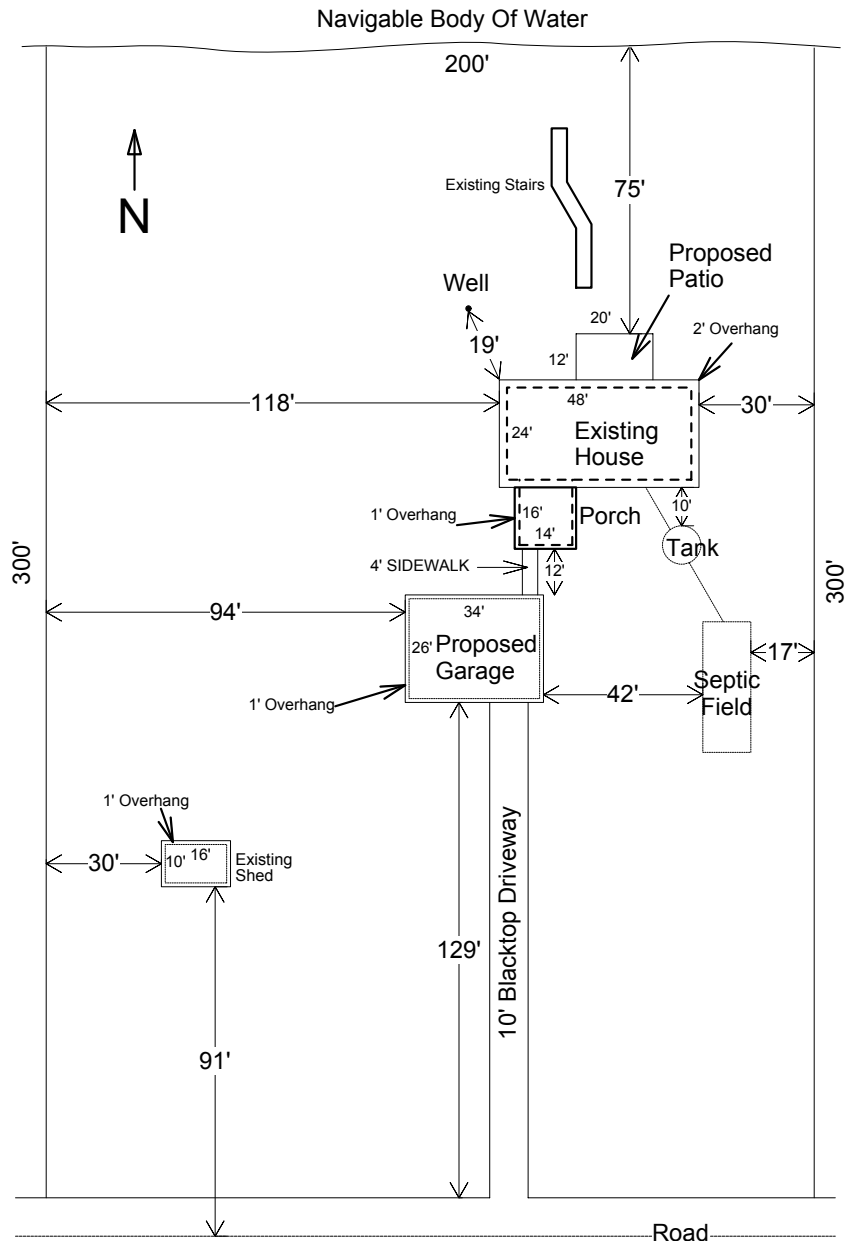 Navigable Body Of Water
200'
N
Existing Stairs
75'
Proposed
Patio
Well
19'
20'
12'
2' Overhang
118'
48'
24'
Existing
House
30'
1' Overhang
16'
14'
Porch
10'
Tank
4' SIDEWALK
12'
300'
300'
94'
34'
26'
Proposed
Garage
17'
Septic
Field
42'
1' Overhang
1' Overhang
30'
10'
16'
Existing
Shed
129'
10' Blacktop Driveway
91'
Road